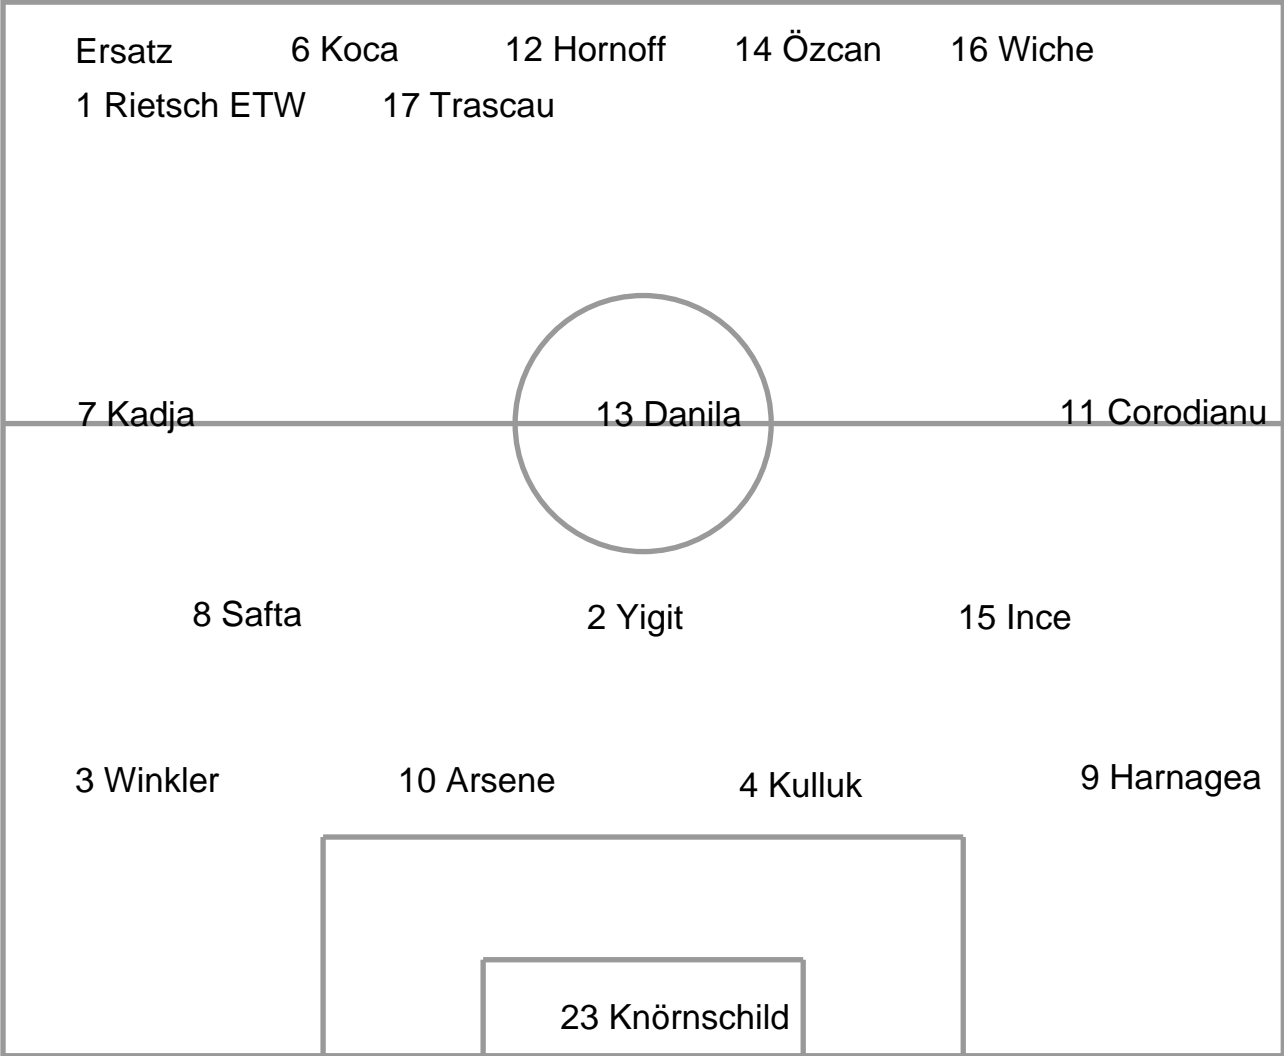 Ersatz 6 Koca 12 Hornoff 14 Özcan 16 Wiche
1 Rietsch ETW 17 Trascau
7 Kadja 13 Danila 11 Corodianu
8 Safta 2 Yigit 15 Ince
3 Winkler 10 Arsene 4 Kulluk 9 Harnagea
23 Knörnschild